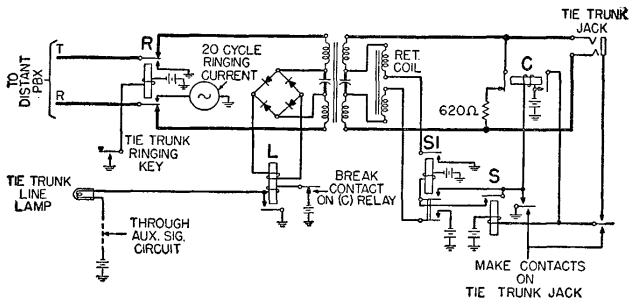 TIE TRUNK
JACK
T
R
20 CYCLE
RINGING
CURRENT
RET.
COIL
C
TO
DISTANT
PBX
R
620Ω
TIE TRUNK
RINGING
KEY
S1
L
S
TIE TRUNK
LINE
LAMP
BREAK
CONTACT
ON (C) RELAY
THROUGH
AUX. SIG.
CIRCUIT
MAKE CONTACTS
ON
TIE TRUNK JACK